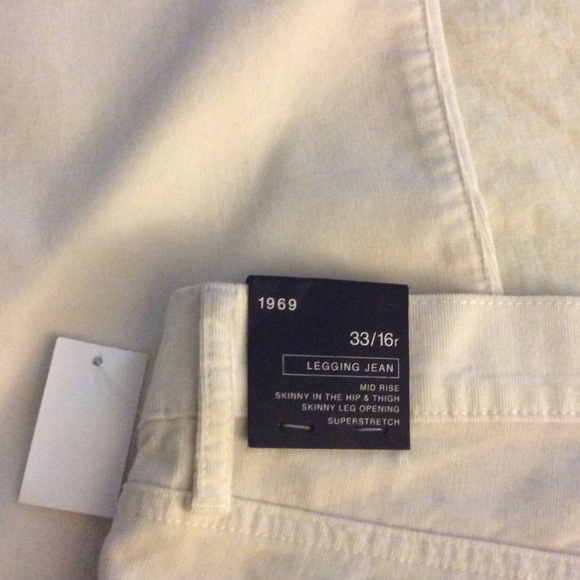 1969
33/16r
LEGGING JEAN
MID RISE
SKINNY IN THE HIP & THIGH
SKINNY LEG OPENING
SUPERSTRETCH